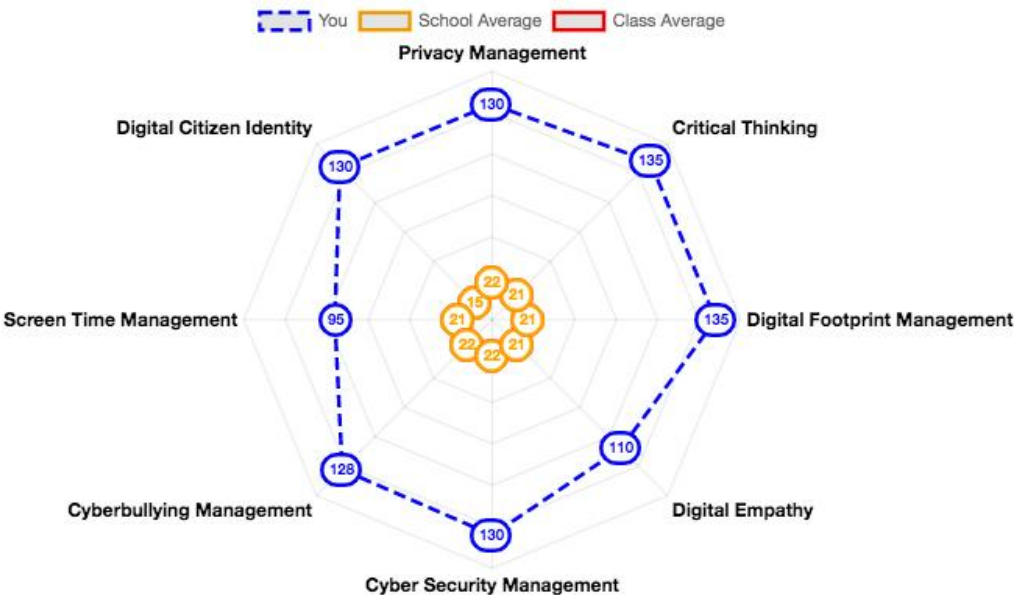 You School Average Class Average
Privacy Management
130
Digital Citizen Identity
Critical Thinking
130
135
22
15
21
Screen Time Management
95
21
21
135
Digital Footprint Management
22
22
21
110
128
Cyberbullying Management
Digital Empathy
130
Cyber Security Management